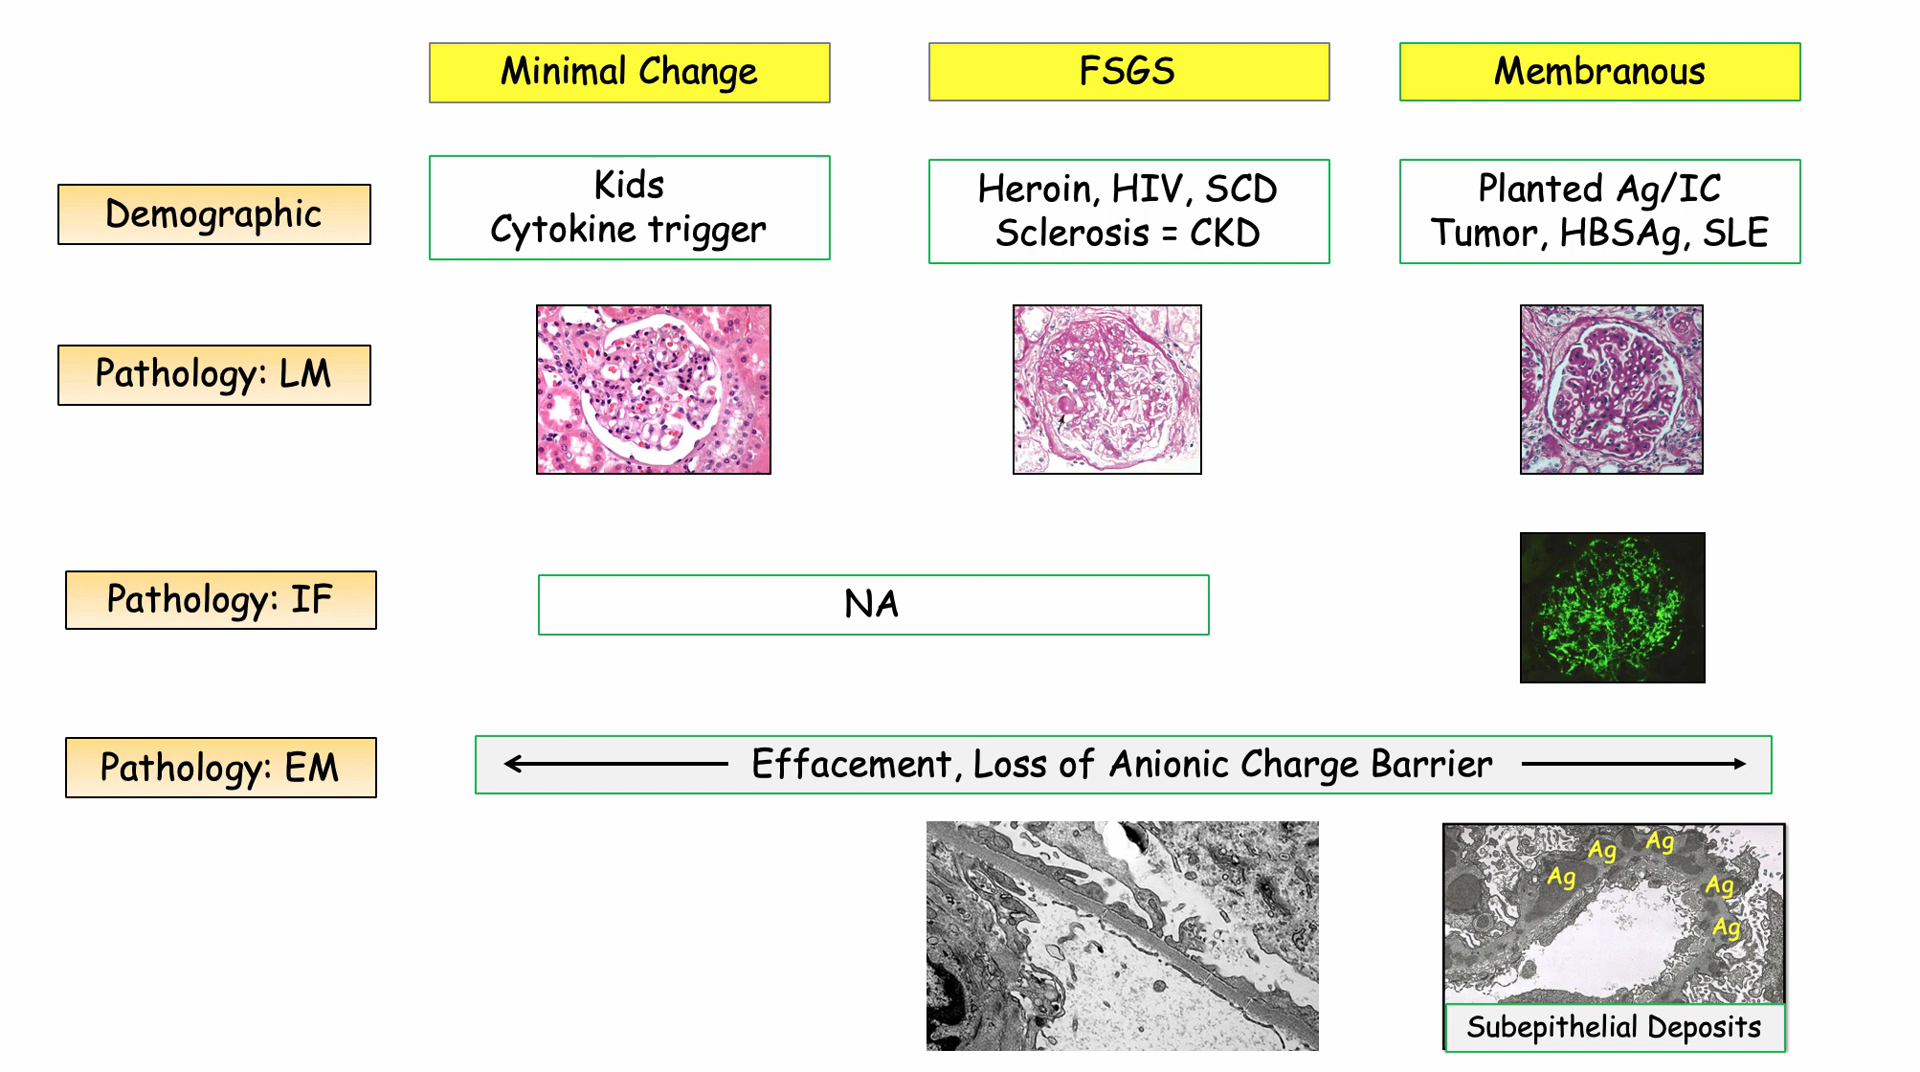 Minimal Change
FSGS
Membranous
Demographic
Kids
Cytokine trigger
Heroin, HIV, SCD
Sclerosis = CKD
Planted Ag/IC
Tumor, HBSAg, SLE
Pathology: LM
Pathology: IF
NA
Pathology: EM
Effacement, Loss of Anionic Charge Barrier
Ag
Ag
Ag
Ag
Ag
Subepithelial Deposits